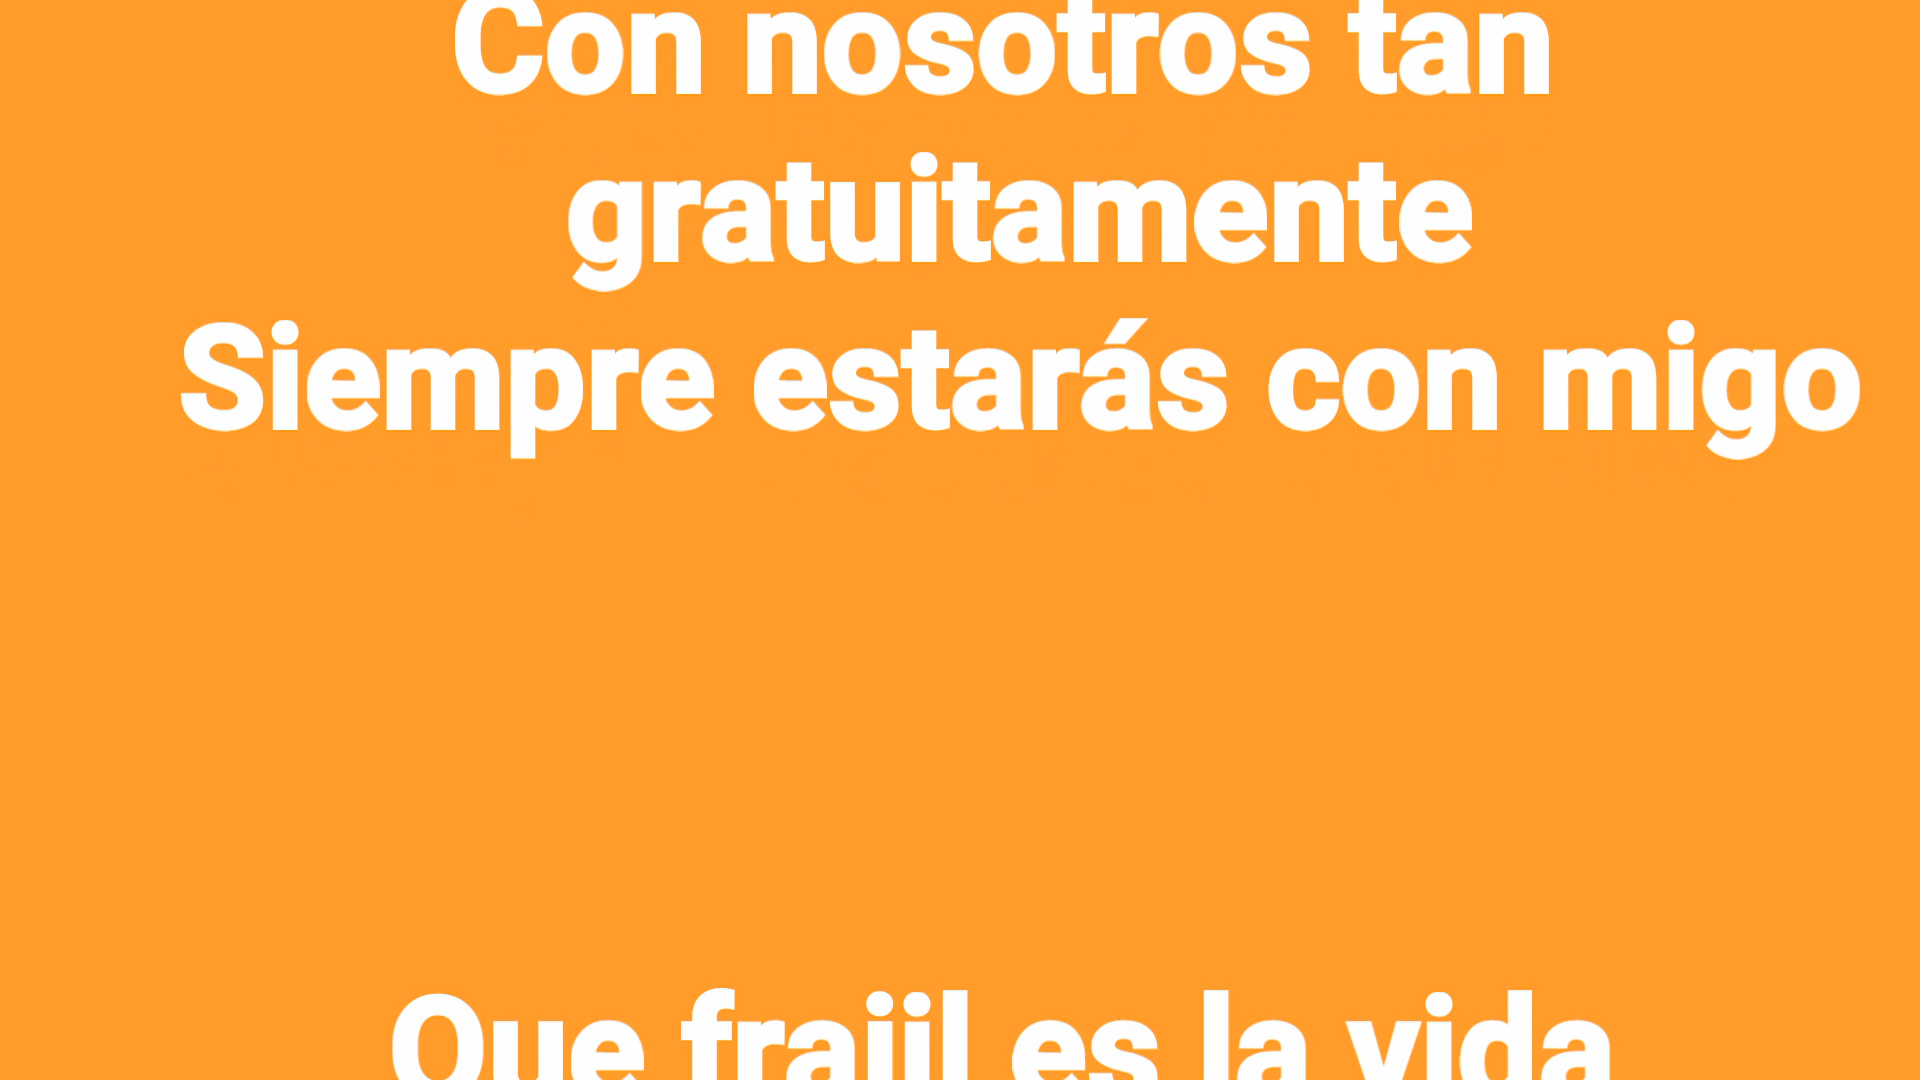 Con nosotros tan
gratuitamente
Siempre estarás con migo
Que frajil es la vida